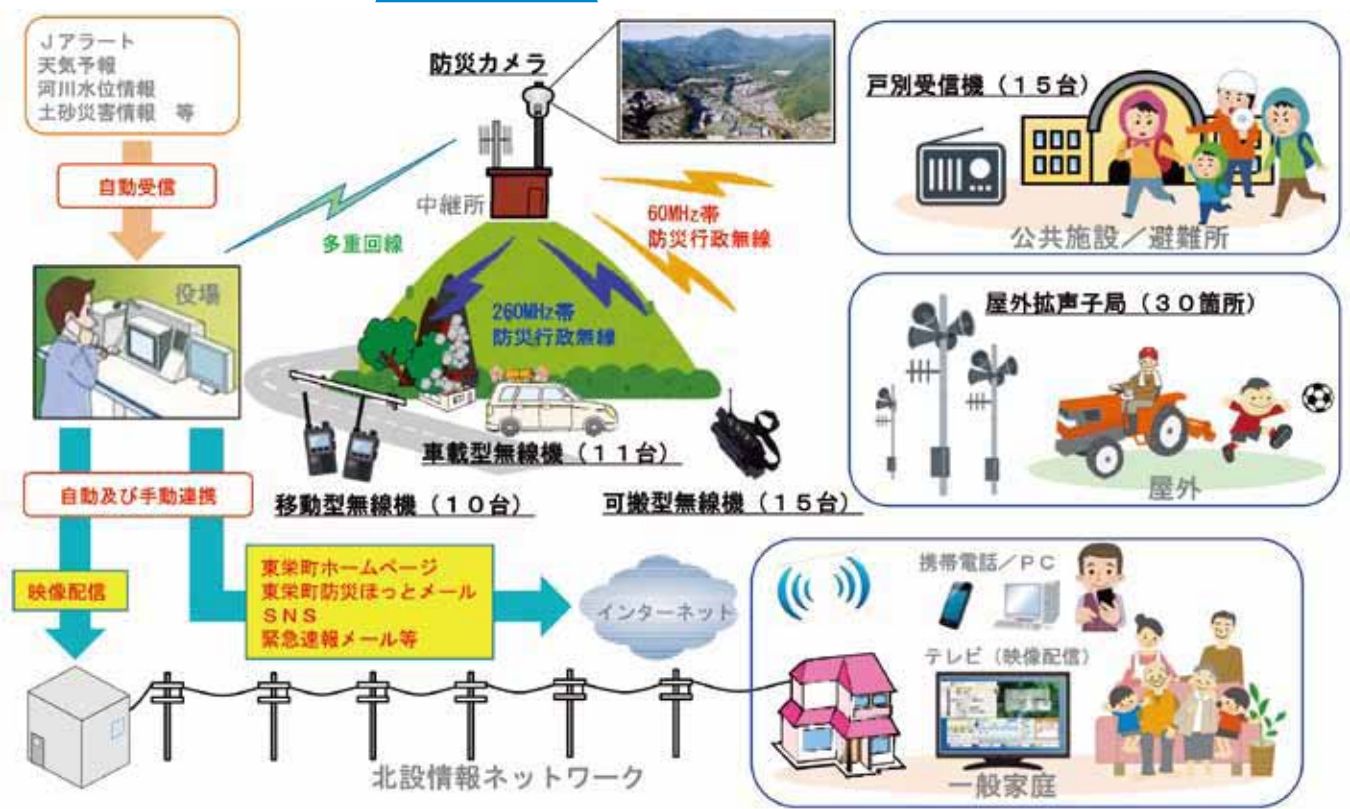 Jアラート
天気予報
河川水位情報
土砂災害情報 等
自動受信
役場
自動及び手動連携
映像配信
東栄町ホームページ
東栄町防災ほっとメール
SNS
緊急速報メール等
インターネット
北設情報ネットワーク
防災カメラ
中継所
多重回線
60MHz帯
防災行政無線
260MHz帯
防災行政無線
車載型無線機(11台)
移動型無線機(10台)
可搬型無線機(15台)
戸別受信機(15台)
公共施設/避難所
屋外拡声子局(30箇所)
屋外
携帯電話/PC
テレビ(映像配信)
一般家庭